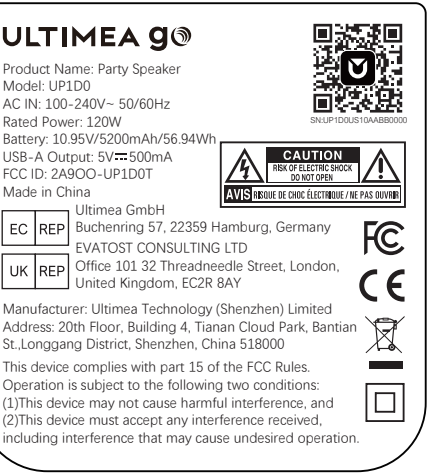 ULTIMEA go
Product Name: Party Speaker
Model: UP1D0
AC IN: 100-240V~ 50/60Hz
Rated Power: 120W
Battery: 10.95V/5200mAh/56.94Wh
USB-A Output: 5V⎓500mA
FCC ID: 2A9OO-UP1D0T
Made in China
SN:UP1D0US10AABB0000
CAUTION
RISK OF ELECTRIC SHOCK
DO NOT OPEN
AVIS RISQUE DE CHOC ÉLECTRIQUE / NE PAS OUVRIR
EC REP
Ultimea GmbH
Buchenring 57, 22359 Hamburg, Germany
UK REP
EVATOST CONSULTING LTD
Office 101 32 Threadneedle Street, London,
United Kingdom, EC2R 8AY
FC
CE
Manufacturer: Ultimea Technology (Shenzhen) Limited
Address: 20th Floor, Building 4, Tianan Cloud Park, Bantian
St.,Longgang District, Shenzhen, China 518000
This device complies with part 15 of the FCC Rules.
Operation is subject to the following two conditions:
(1)This device may not cause harmful interference, and
(2)This device must accept any interference received,
including interference that may cause undesired operation.